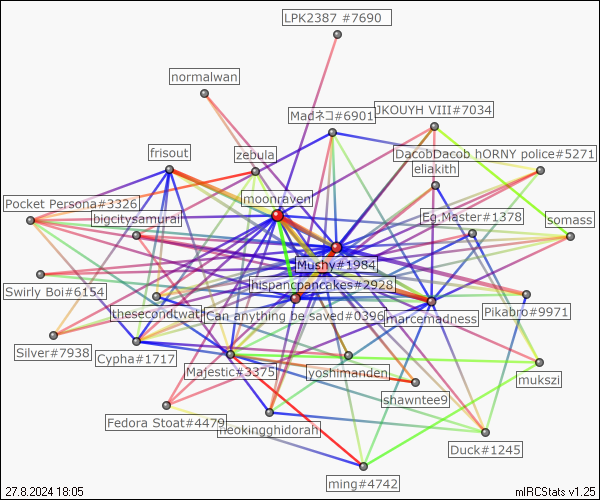 LPK2387 #7690
normalwan
Madネコ#6901
JKOUYH VIII#7034
frisout
zebula
DacobDacob hORNY police#5271
eliakith
moonraven
Pocket Persona#3326
bigcitysamurai
Eg.Master#1378
somass
Mushy#1984
Swirly Boi#6154
hispanicpancakes#2928
thesecondtwath
Can anything be saved#0396
marcemadness
Pikabro#9971
Silver#7938
Cypha#1717
Majestic#3375
yoshimanden
mukszi
shawntee9
Fedora Stoat#4479
neokingghidorah
Duck#1245
ming#4742
27.8.2024 18:05
mIRCStats v1.25